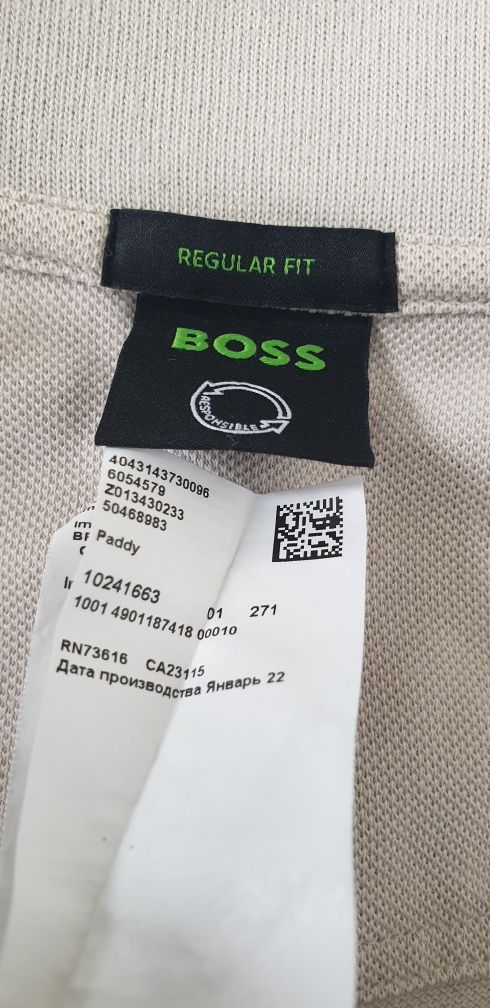 REGULAR FIT
BOSS
RESPONSIBLE
4043143730096
6054579
Z013430233
50468983
Paddy
10241663
01 271
1001 4901187418 00010
RN73616 CA23115
Дата производства Январь 22